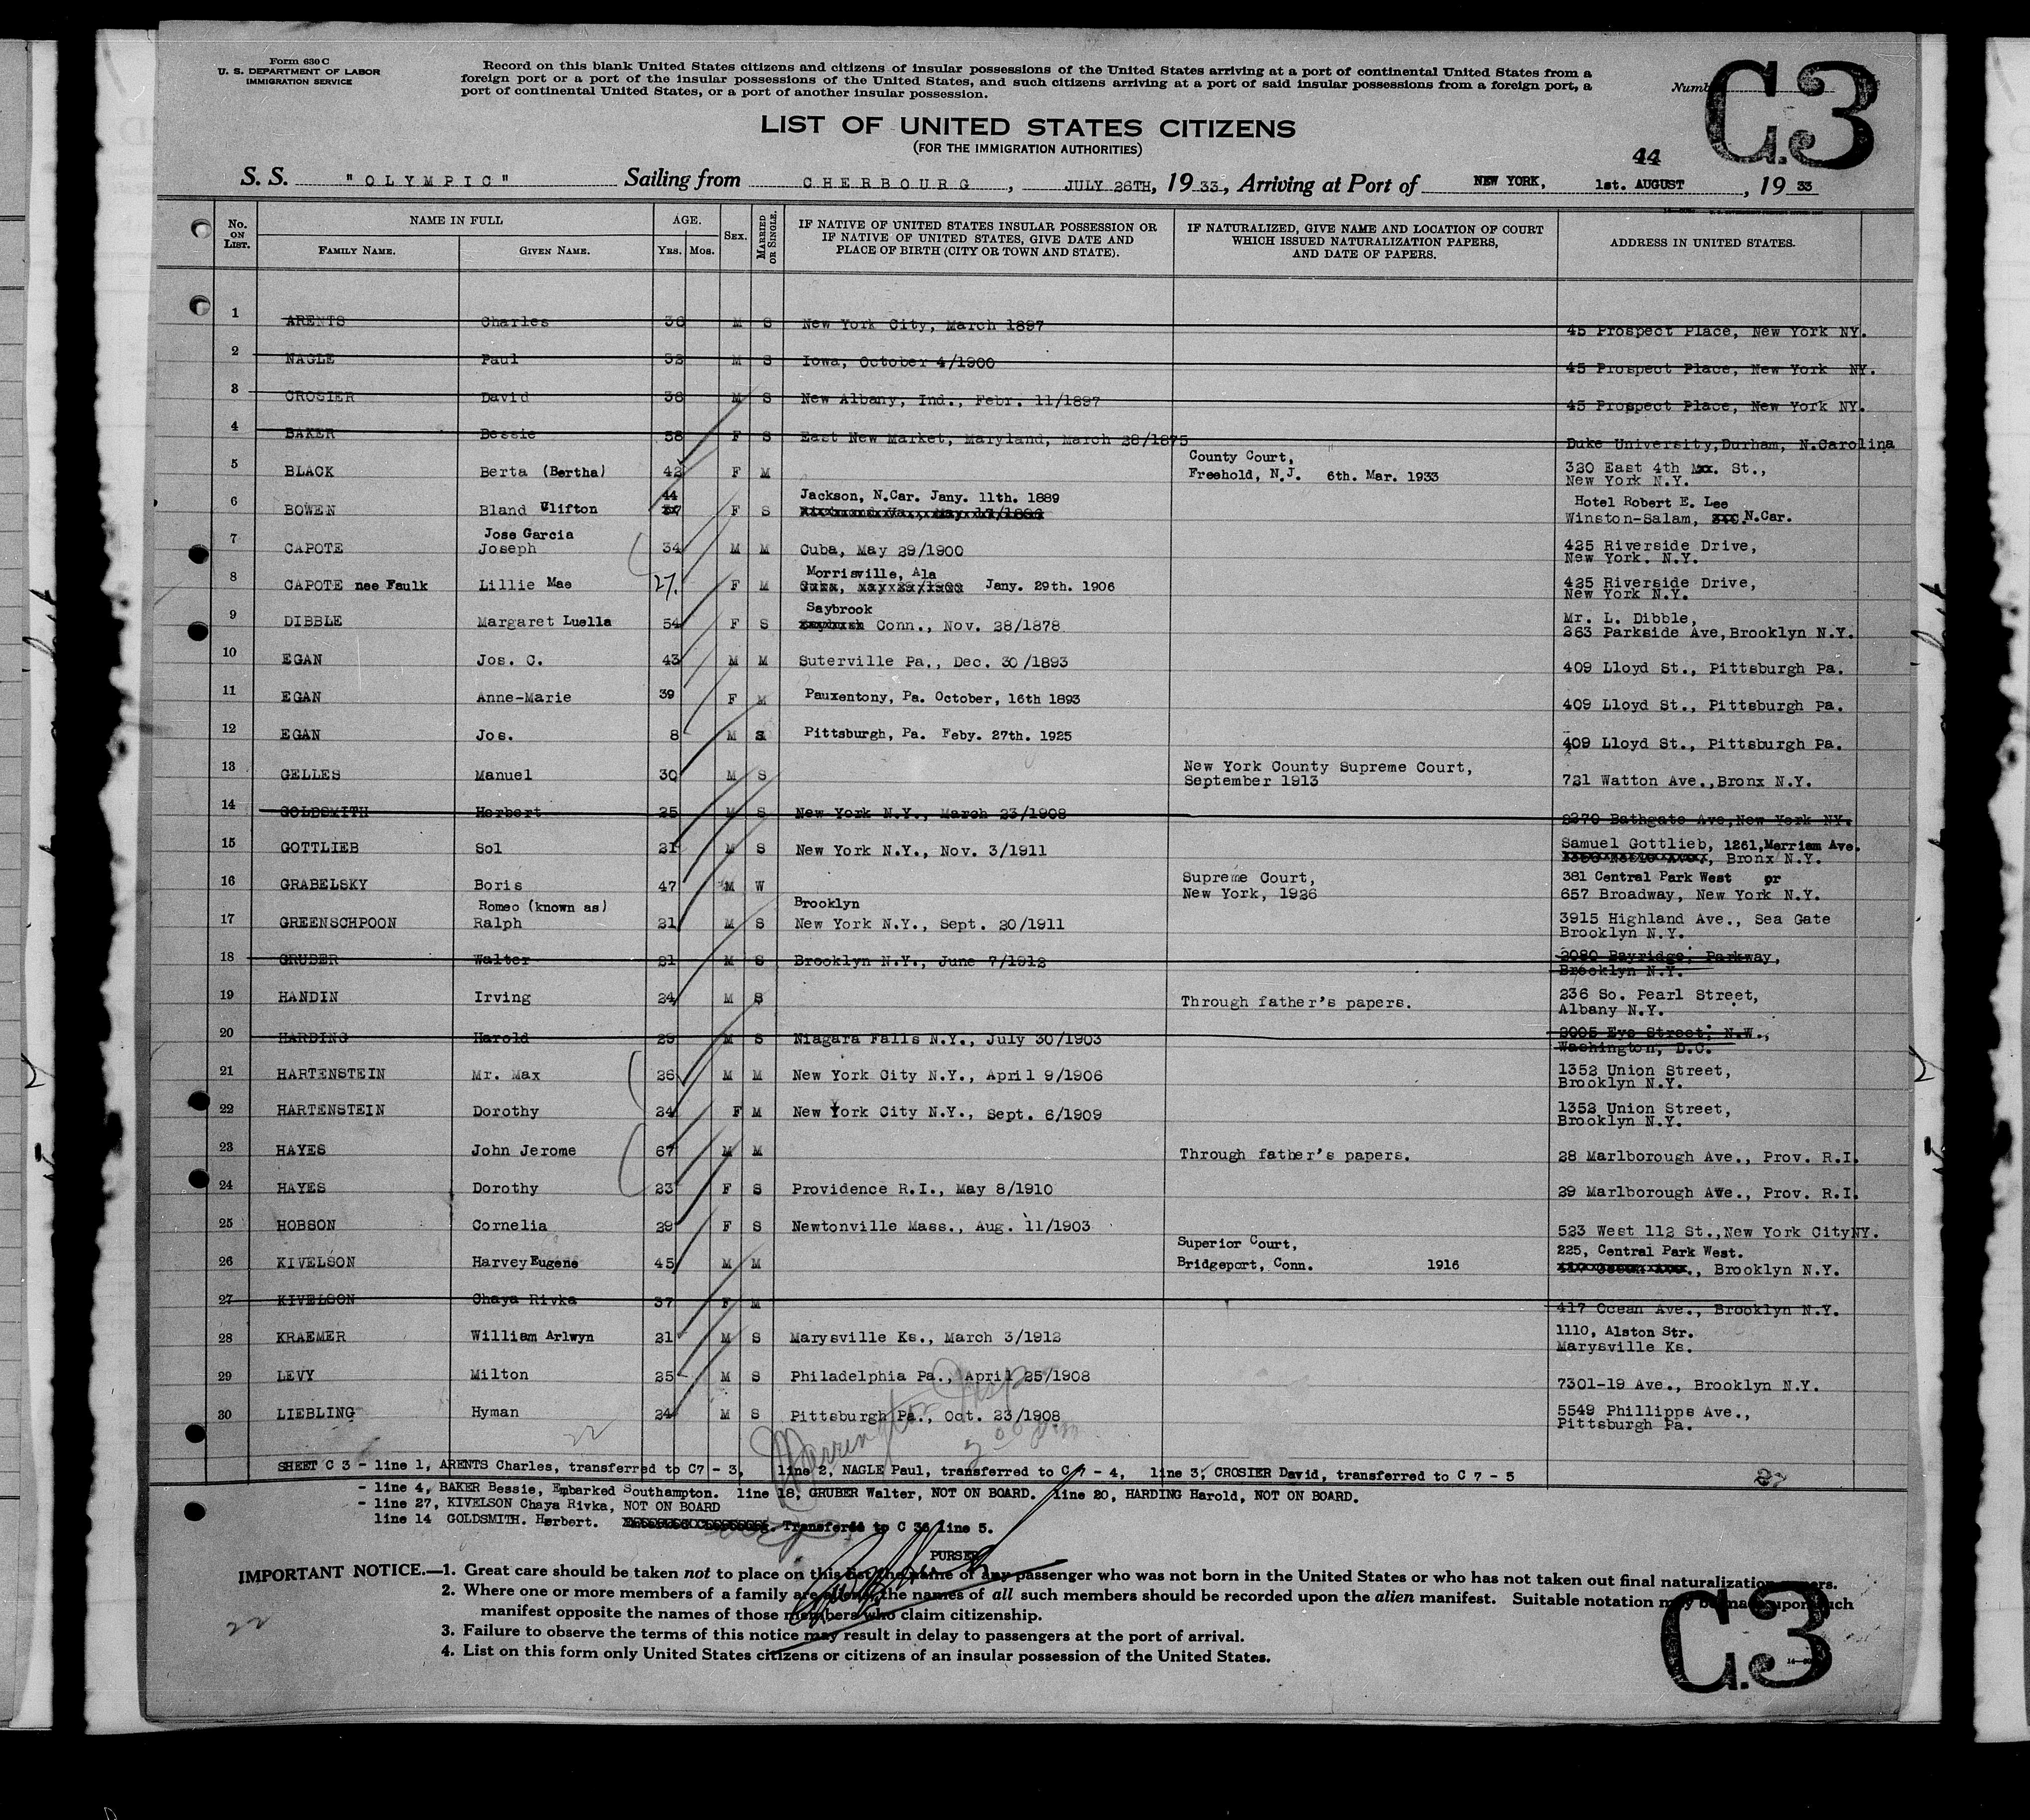 Form 630 C
U. S. DEPARTMENT OF LABOR
IMMIGRATION SERVICE
Record on this blank United States citizens and citizens of insular possessions of the United States arriving at a port of continental United States from a
foreign port or a port of the insular possessions of the United States, and such citizens arriving at a port of said insular possessions from a foreign port, a
port of continental United States, or a port of another insular possession.
C.3
LIST OF UNITED STATES CITIZENS
(FOR THE IMMIGRATION AUTHORITIES)
44
S. S. "OLYMPIC" Sailing from CHERBOURG, JULY 26TH, 1933, Arriving at Port of NEW YORK, 1st. AUGUST, 1933
No. ON LIST. NAME IN FULL FAMILY NAME. GIVEN NAME. AGE. YRS. MOS. SEX. MARRIED OR SINGLE. IF NATIVE OF UNITED STATES INSULAR POSSESSION OR IF NATIVE OF UNITED STATES, GIVE DATE AND PLACE OF BIRTH (CITY OR TOWN AND STATE). IF NATURALIZED, GIVE NAME AND LOCATION OF COURT WHICH ISSUED NATURALIZATION PAPERS, AND DATE OF PAPERS. ADDRESS IN UNITED STATES.
1 ARENTS Charles 36 M S New York City, March 1897 45 Prospect Place, New York NY.
2 NAGLE Paul 32 M S Iowa, October 4/1900 45 Prospect Place, New York NY.
3 CROSIER David 36 M S New Albany, Ind., Febr. 11/1897 45 Prospect Place, New York NY.
4 BAKER Bessie 58 F S East New Market, Maryland, March 28/1875 Duke University, Durham, N.Carolina
5 BLACK Berta (Bertha) 42 F M County Court, Freehold, N.J. 6th. Mar. 1933 320 East 4th St., New York N.Y.
6 BOWEN Bland Clifton 44 F S Jackson, N.Car. Jany. 11th. 1889 Hotel Robert E. Lee Winston-Salam, N.Car.
7 CAPOTE Jose Garcia Joseph 34 M M Cuba, May 29/1900 425 Riverside Drive, New York. N.Y.
8 CAPOTE nee Faulk Lillie Mae 27. F M Morrisville, Ala Jany. 29th. 1906 425 Riverside Drive, New York N.Y.
9 DIBBLE Margaret Luella 54 F S Saybrook Conn., Nov. 28/1878 Mr. L. Dibble, 263 Parkside Ave, Brooklyn N.Y.
10 EGAN Jos. C. 43 M M Suterville Pa., Dec. 30/1893 409 Lloyd St., Pittsburgh Pa.
11 EGAN Anne-Marie 39 F M Pauxentony, Pa. October, 16th 1893 409 Lloyd St., Pittsburgh Pa.
12 EGAN Jos. 8 M S Pittsburgh, Pa. Feby. 27th. 1925 409 Lloyd St., Pittsburgh Pa.
13 GELLES Manuel 30 M S New York County Supreme Court, September 1913 721 Watton Ave., Bronx N.Y.
14 GOLDSMITH Herbert 25 M S New York N.Y., March 23/1908 2270 Bathgate Ave, New York NY.
15 GOTTLIEB Sol 21 M S New York N.Y., Nov. 3/1911 Samuel Gottlieb, 1261, Merriam Ave. Bronx N.Y.
16 GRABELSKY Boris 47 M W Supreme Court, New York, 1926 381 Central Park West or 657 Broadway, New York N.Y.
17 GREENSCHPOON Romeo (known as) Ralph 21 M S Brooklyn New York N.Y., Sept. 20/1911 3915 Highland Ave., Sea Gate Brooklyn N.Y.
18 GRUBER Walter 21 M S Brooklyn N.Y., June 7/1912 2080 Bayridge, Parkway, Brooklyn N.Y.
19 HANDIN Irving 24 M S Through father's papers. 236 So. Pearl Street, Albany N.Y.
20 HARDING Harold 29 M S Niagara Falls N.Y., July 30/1903 2005 Eye Street, N.W., Washington, D.C.
21 HARTENSTEIN Mr. Max 26 M M New York City N.Y., April 9/1906 1352 Union Street, Brooklyn N.Y.
22 HARTENSTEIN Dorothy 24 F M New York City N.Y., Sept. 6/1909 1352 Union Street, Brooklyn N.Y.
23 HAYES John Jerome 67 M M Through father's papers. 28 Marlborough Ave., Prov. R.I.
24 HAYES Dorothy 23 F S Providence R.I., May 8/1910 29 Marlborough Ave., Prov. R.I.
25 HOBSON Cornelia 29 F S Newtonville Mass., Aug. 11/1903 523 West 112 St., New York City NY.
26 KIVELSON Harvey Eugene 45 M M Superior Court, Bridgeport, Conn. 1916 225, Central Park West. Brooklyn N.Y.
27 KIVELSON Chaya Rivka 37 F M 417 Ocean Ave., Brooklyn N.Y.
28 KRAEMER William Arlwyn 21 M S Marysville Ks., March 3/1912 1110, Alston Str. Marysville Ks.
29 LEVY Milton 25 M S Philadelphia Pa., April 25/1908 7301-19 Ave., Brooklyn N.Y.
30 LIEBLING Hyman 24 M S Pittsburgh Pa., Oct. 23/1908 5549 Phillipps Ave., Pittsburgh Pa.
22
SHEET C 3 - line 1, ARENTS Charles, transferred to C7 - 3, line 2, NAGLE Paul, transferred to C 7 - 4, line 3, CROSIER David, transferred to C 7 - 5
- line 4, BAKER Bessie, Embarked Southampton. line 18, GRUBER Walter, NOT ON BOARD. line 20, HARDING Harold, NOT ON BOARD.
- line 27, KIVELSON Chaya Rivka, NOT ON BOARD
line 14 GOLDSMITH. Herbert. Transferred to C 36 line 5.
PURSER
IMPORTANT NOTICE.—1. Great care should be taken not to place on this list the name of any passenger who was not born in the United States or who has not taken out final naturalization papers.
2. Where one or more members of a family are aliens, the names of all such members should be recorded upon the alien manifest. Suitable notation may be made upon such
manifest opposite the names of those members who claim citizenship.
3. Failure to observe the terms of this notice may result in delay to passengers at the port of arrival.
4. List on this form only United States citizens or citizens of an insular possession of the United States.
22
C.3